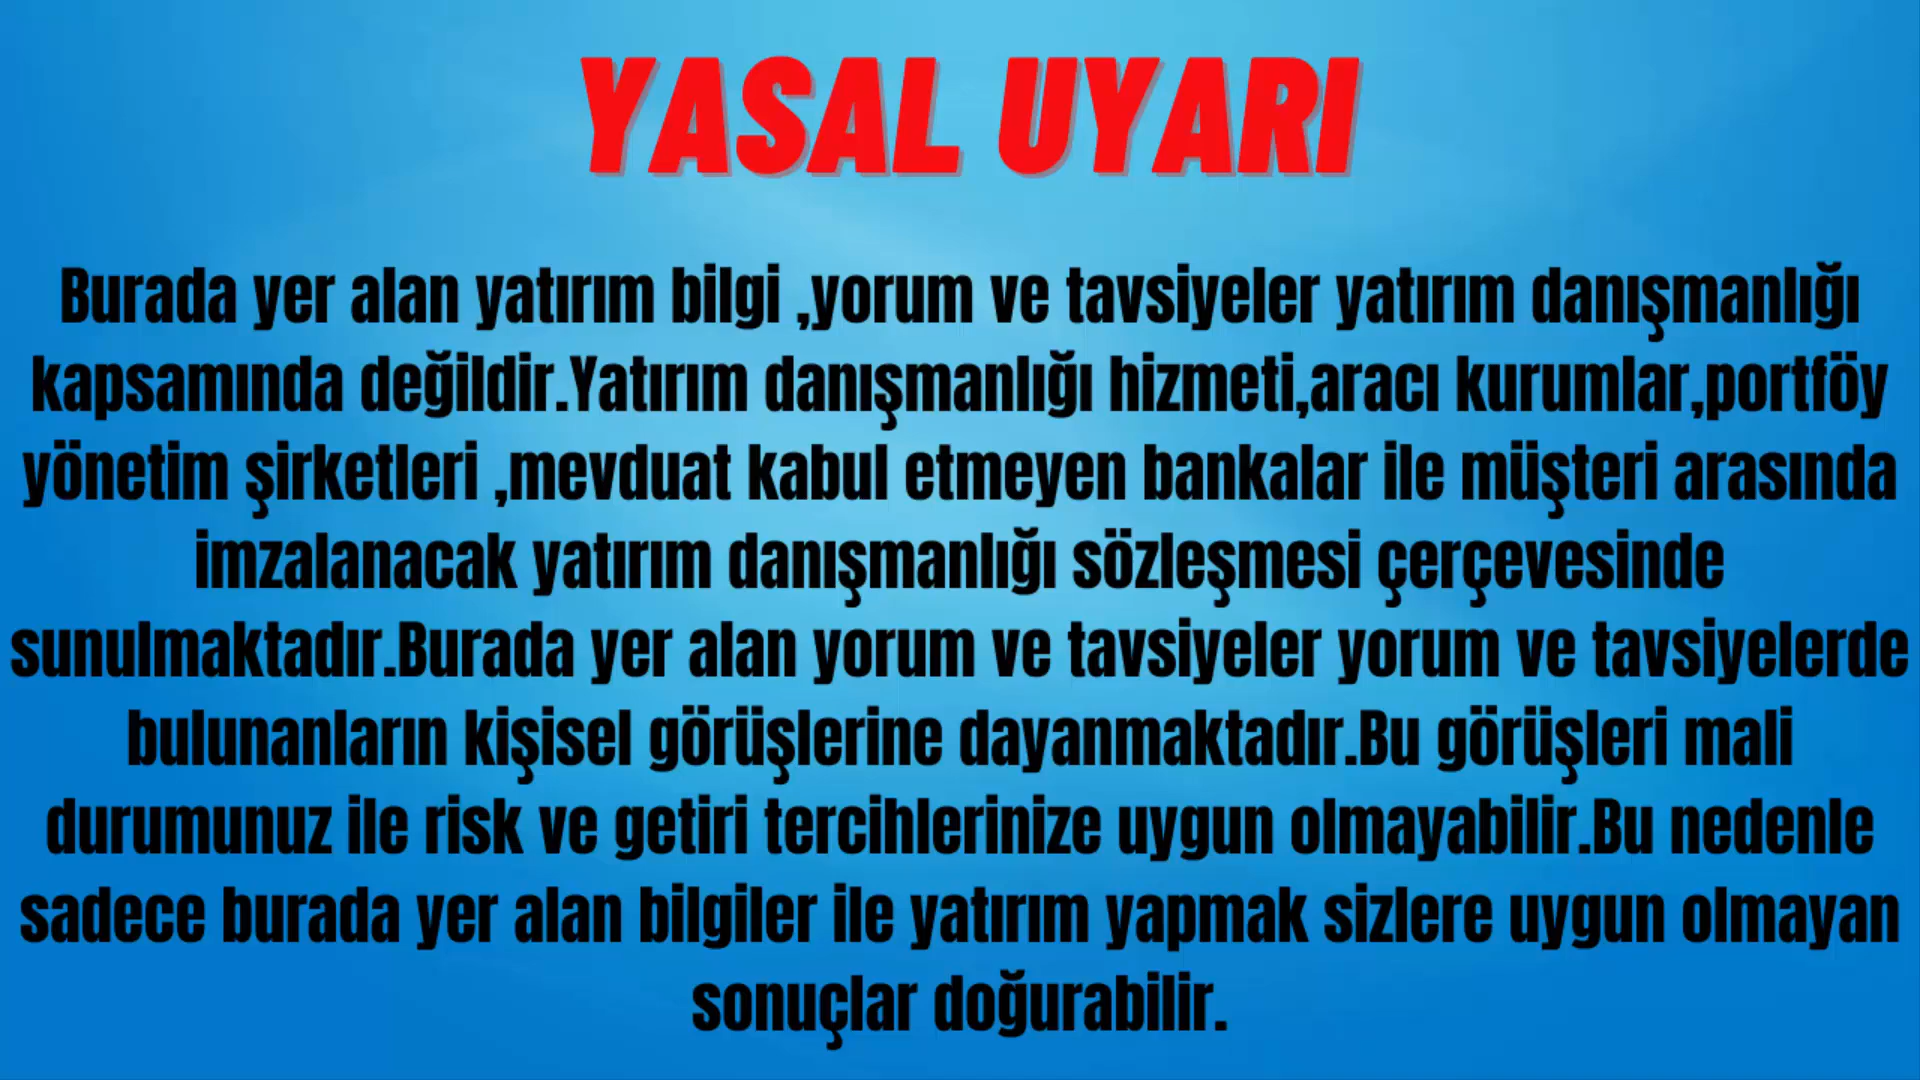 YASAL UYARI
Burada yer alan yatırım bilgi ,yorum ve tavsiyeler yatırım danışmanlığı
kapsamında değildir.Yatırım danışmanlığı hizmeti,aracı kurumlar,portföy
yönetim şirketleri ,mevduat kabul etmeyen bankalar ile müşteri arasında
imzalanacak yatırım danışmanlığı sözleşmesi çerçevesinde
sunulmaktadır.Burada yer alan yorum ve tavsiyeler yorum ve tavsiyelerde
bulunanların kişisel görüşlerine dayanmaktadır.Bu görüşleri mali
durumunuz ile risk ve getiri tercihlerinize uygun olmayabilir.Bu nedenle
sadece burada yer alan bilgiler ile yatırım yapmak sizlere uygun olmayan
sonuçlar doğurabilir.